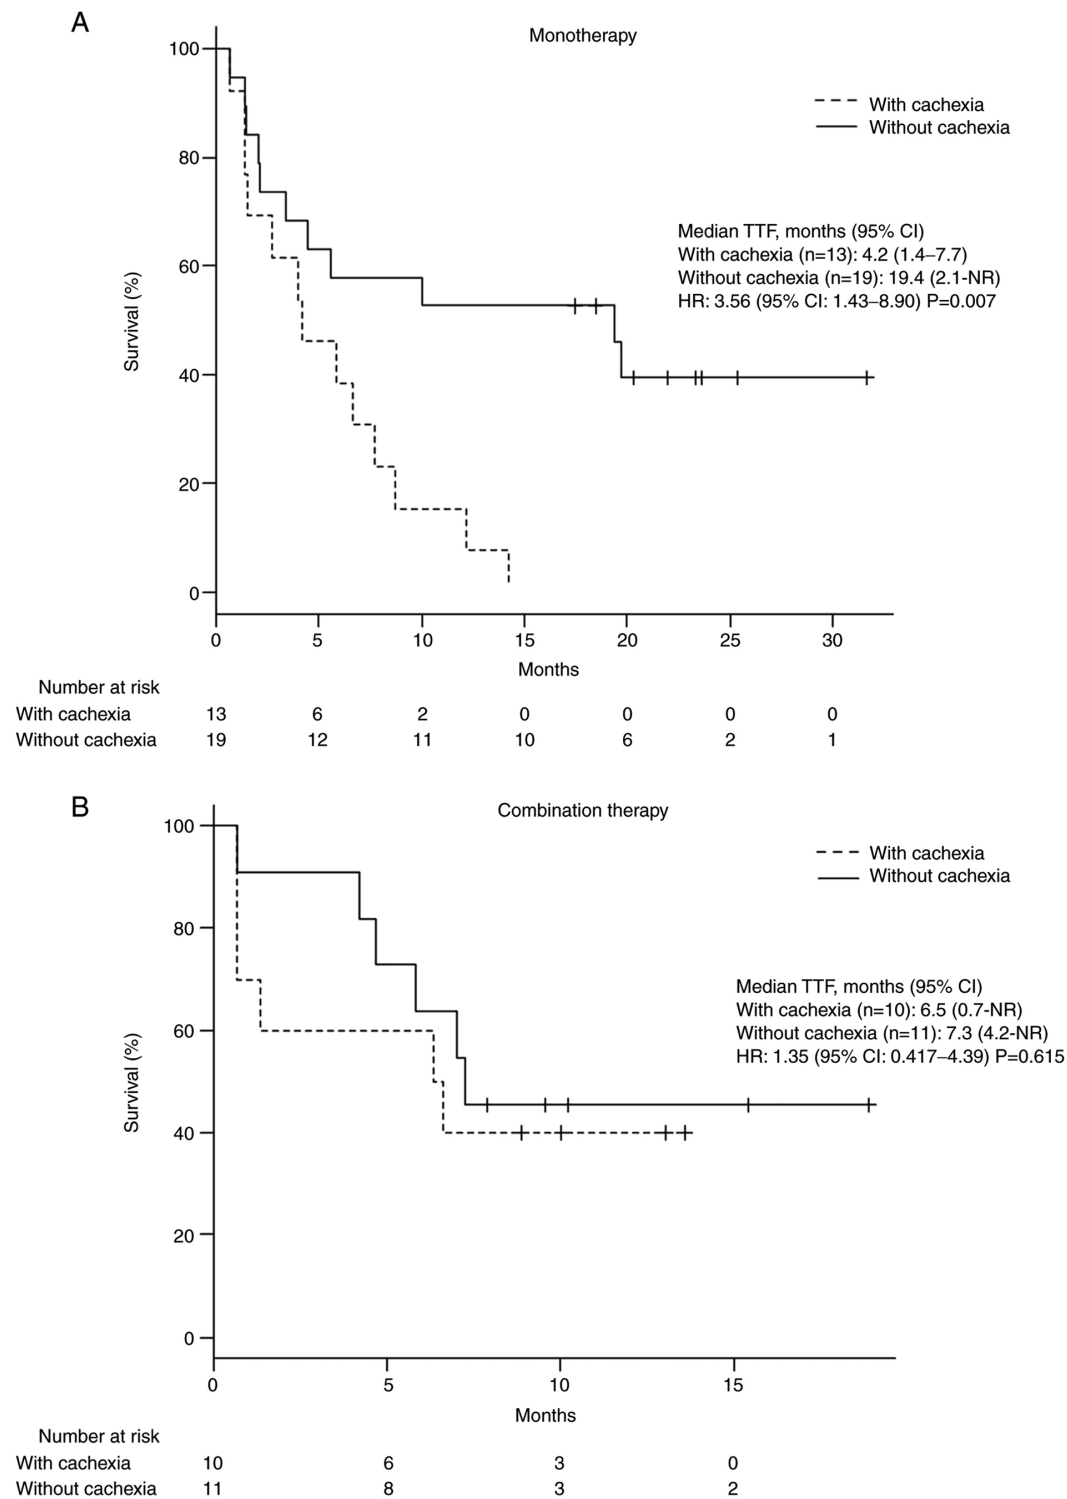 A
Monotherapy
With cachexia
Without cachexia
Median TTF, months (95% CI)
With cachexia (n=13): 4.2 (1.4–7.7)
Without cachexia (n=19): 19.4 (2.1-NR)
HR: 3.56 (95% CI: 1.43–8.90) P=0.007
Survival (%)
100
80
60
40
20
0
0 5 10 15 20 25 30
Months
Number at risk
With cachexia 13 6 2 0 0 0 0
Without cachexia 19 12 11 10 6 2 1
B
Combination therapy
With cachexia
Without cachexia
Median TTF, months (95% CI)
With cachexia (n=10): 6.5 (0.7-NR)
Without cachexia (n=11): 7.3 (4.2-NR)
HR: 1.35 (95% CI: 0.417–4.39) P=0.615
Survival (%)
100
80
60
40
20
0
0 5 10 15
Months
Number at risk
With cachexia 10 6 3 0
Without cachexia 11 8 3 2